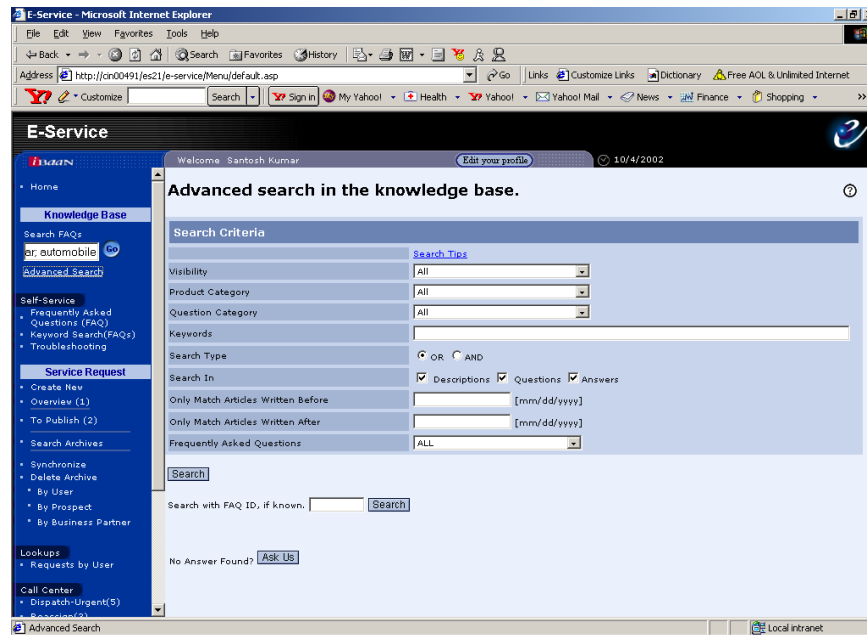 E-Service - Microsoft Internet Explorer
File Edit View Favorites Tools Help
Back Search Favorites History
Address http://cin00491/es21/e-service/Menu/default.asp Go Links Customize Links Dictionary Free AOL & Unlimited Internet
Y! Customize Search Sign in My Yahoo! Health Yahoo! Yahoo! Mail News Finance Shopping »
E-Service
iBaaN Welcome Santosh Kumar Edit your profile 10/4/2002
Home
Knowledge Base
Search FAQs
ar; automobile Go
Advanced Search
Self-Service
Frequently Asked
Questions (FAQ)
Keyword Search(FAQs)
Troubleshooting
Service Request
Create New
Overview (1)
To Publish (2)
Search Archives
Synchronize
Delete Archive
By User
By Prospect
By Business Partner
Lookups
Requests by User
Call Center
Dispatch-Urgent(5)
Advanced search in the knowledge base. ?
Search Criteria
Search Tips
Visibility All
Product Category All
Question Category All
Keywords
Search Type OR AND
Search In Descriptions Questions Answers
Only Match Articles Written Before [mm/dd/yyyy]
Only Match Articles Written After [mm/dd/yyyy]
Frequently Asked Questions ALL
Search
Search with FAQ ID, if known. Search
No Answer Found? Ask Us
Advanced Search Local intranet